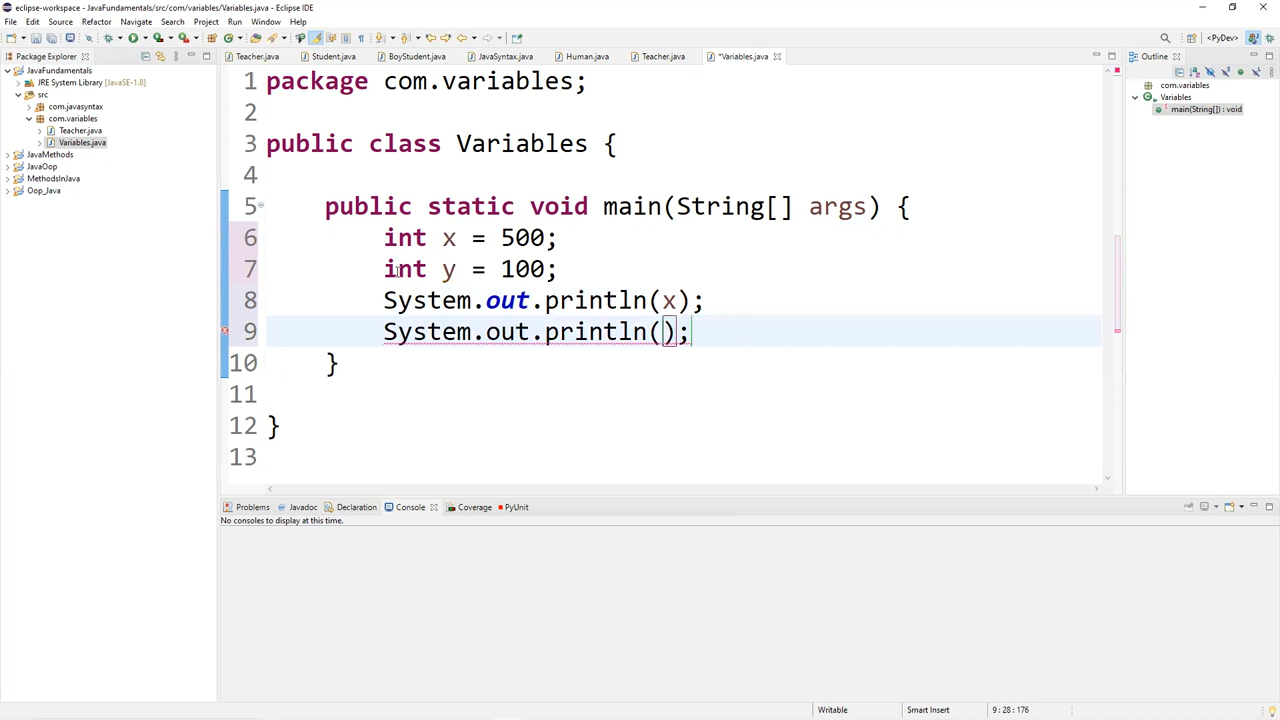 eclipse-workspace - JavaFundamentals/src/com/variables/Variables.java - Eclipse IDE
File Edit Source Refactor Navigate Search Project Run Window Help
<PyDev>
Package Explorer
JavaFundamentals
JRE System Library [JavaSE-1.8]
src
com.javasyntax
com.variables
Teacher.java
Variables.java
JavaMethods
JavaOop
MethodsInJava
Oop_Java
Teacher.java Student.java BoyStudent.java JavaSyntax.java Human.java Teacher.java *Variables.java
1 package com.variables;
2
3 public class Variables {
4
5 public static void main(String[] args) {
6 int x = 500;
7 int y = 100;
8 System.out.println(x);
9 System.out.println();
10 }
11
12 }
13
Outline
com.variables
Variables
main(String[]) : void
Problems Javadoc Declaration Console Coverage PyUnit
No consoles to display at this time.
Writable Smart Insert 9 : 28 : 176